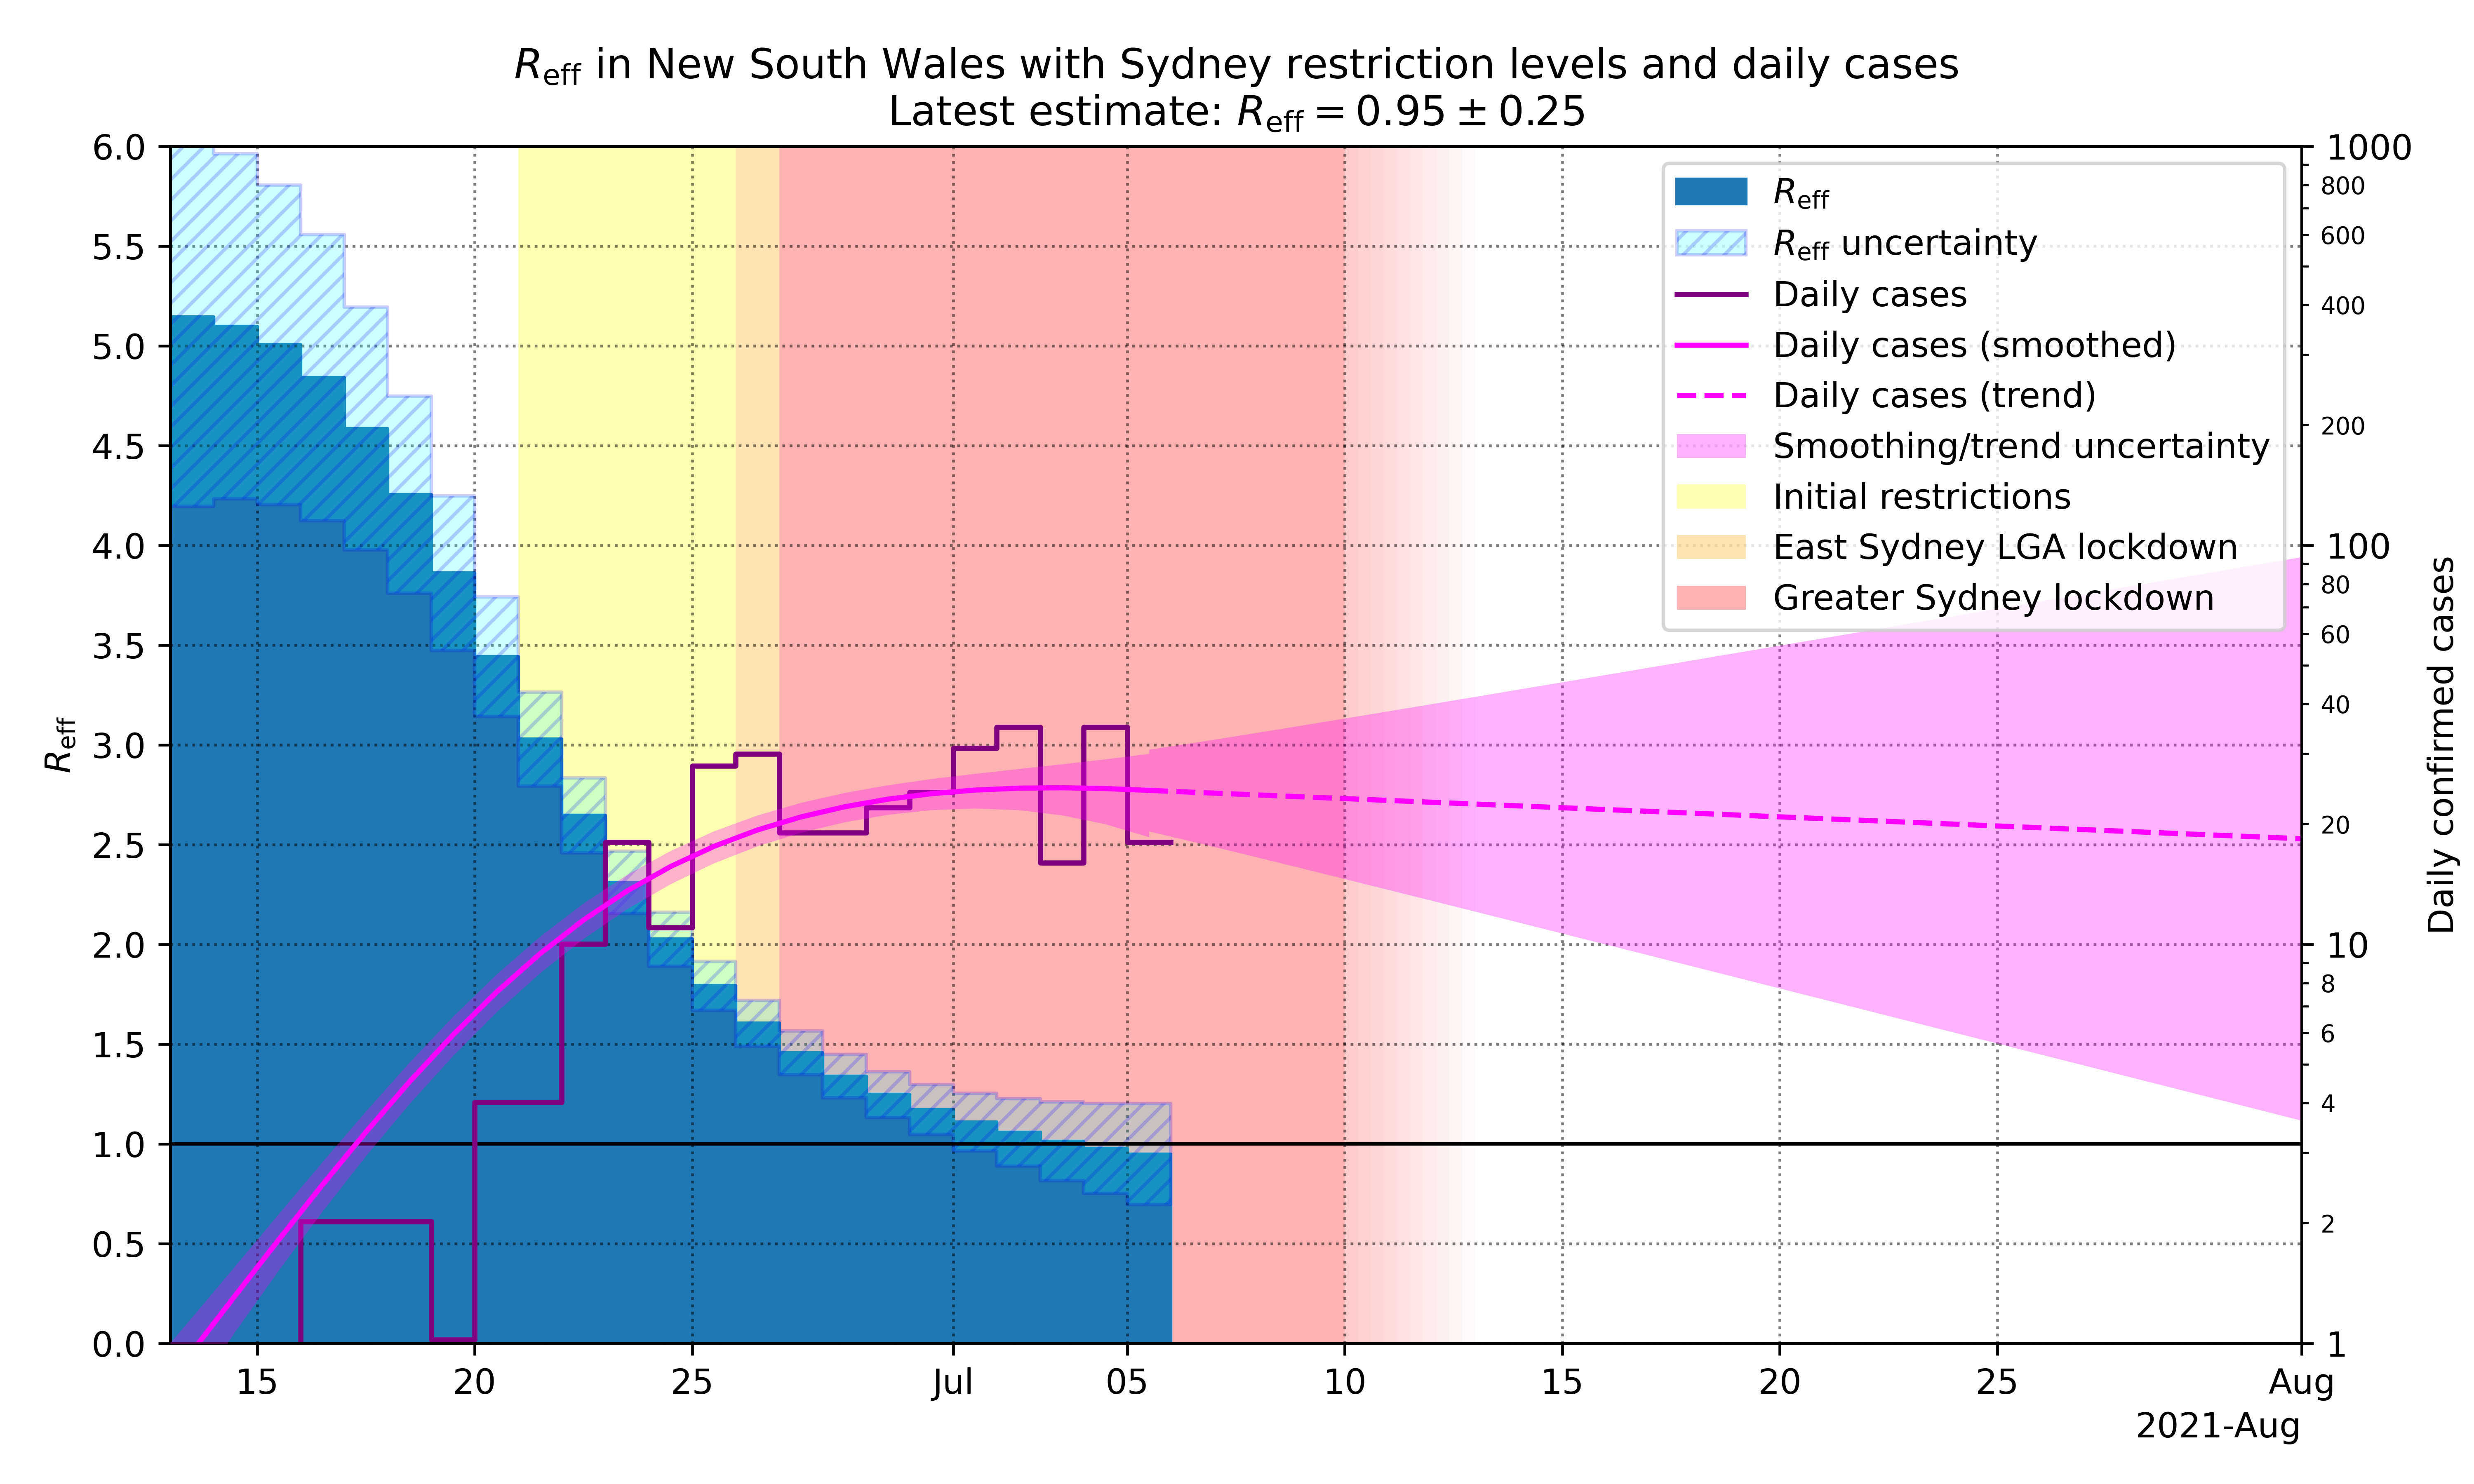 R_eff in New South Wales with Sydney restriction levels and daily cases
Latest estimate: R_eff = 0.95 ± 0.25
R_eff
6.0
5.5
5.0
4.5
4.0
3.5
3.0
2.5
2.0
1.5
1.0
0.5
0.0
R_eff
R_eff uncertainty
Daily cases
Daily cases (smoothed)
Daily cases (trend)
Smoothing/trend uncertainty
Initial restrictions
East Sydney LGA lockdown
Greater Sydney lockdown
1000
800
600
400
200
100
80
60
40
20
10
8
6
4
2
1
Daily confirmed cases
15 20 25 Jul 05 10 15 20 25 Aug
2021-Aug